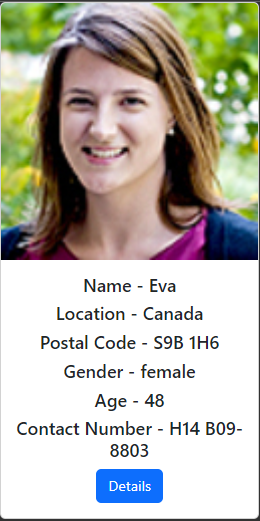 Name - Eva
Location - Canada
Postal Code - S9B 1H6
Gender - female
Age - 48
Contact Number - H14 B09-
8803
Details